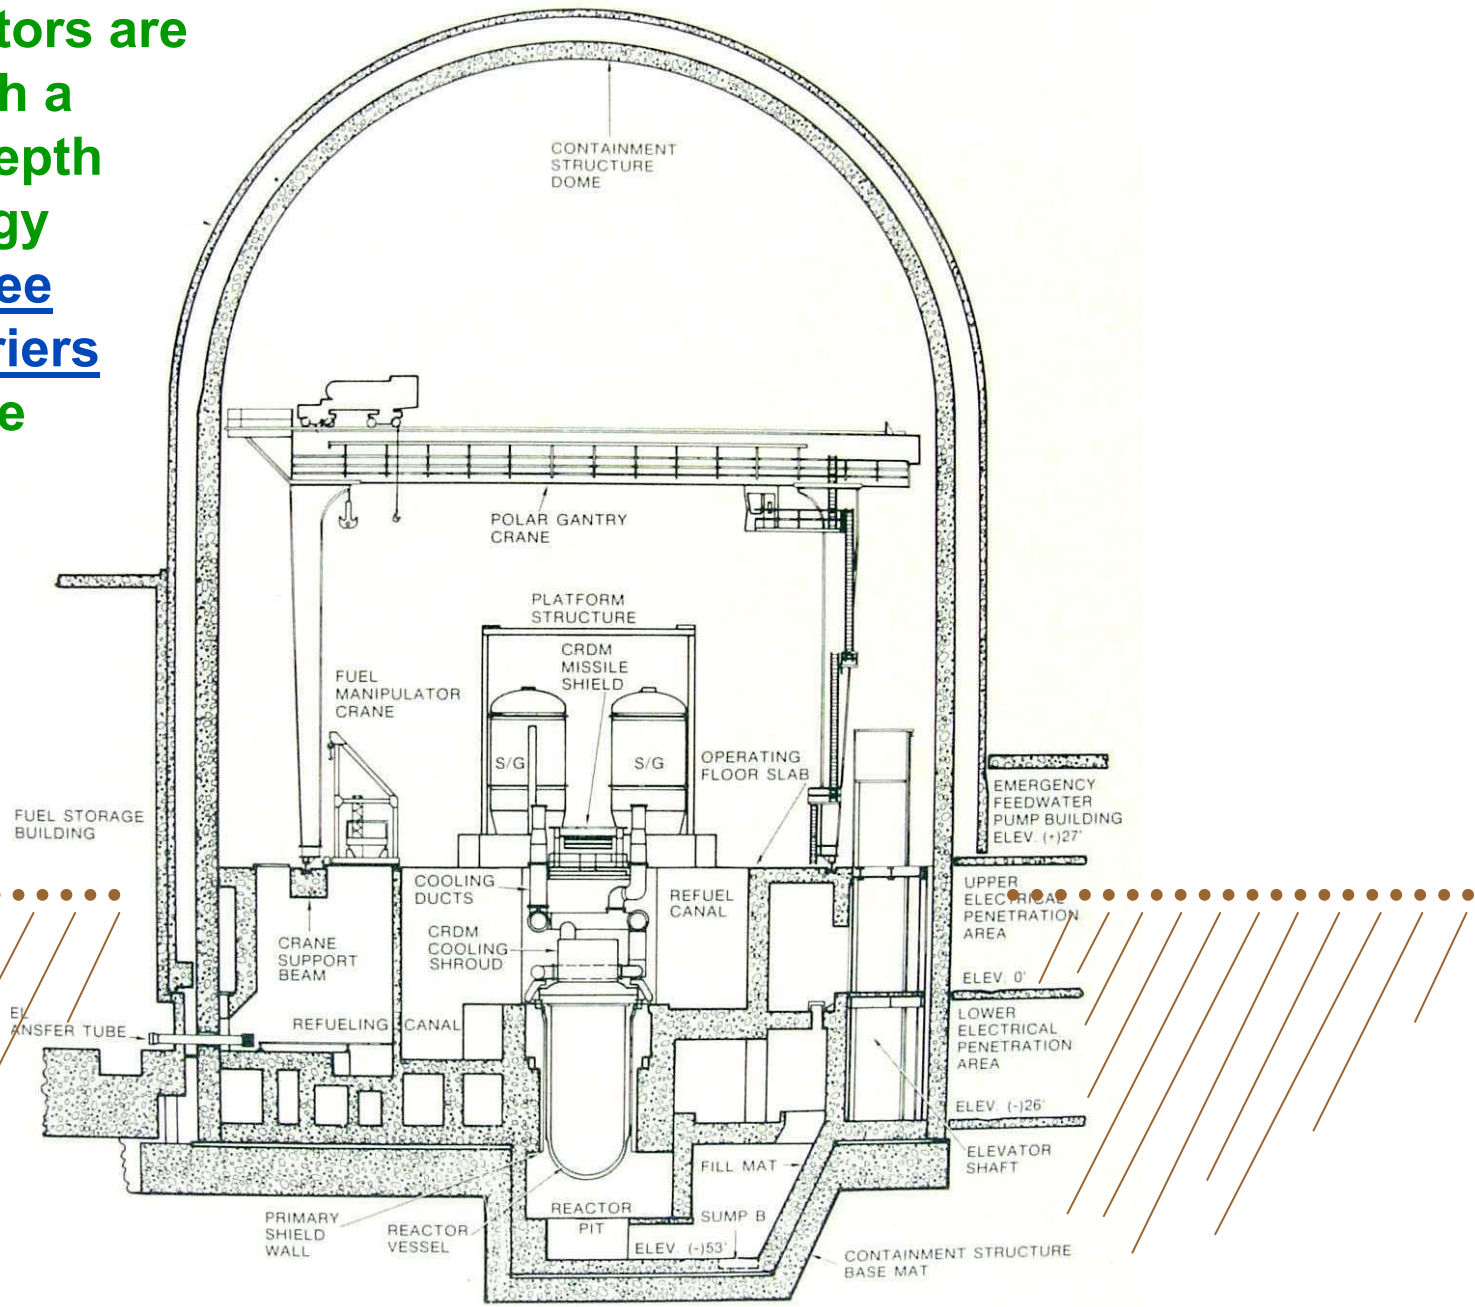 tors are
h a
epth
gy
ee
riers
e
CONTAINMENT
STRUCTURE
DOME
POLAR GANTRY
CRANE
PLATFORM
STRUCTURE
CRDM
MISSILE
SHIELD
FUEL
MANIPULATOR
CRANE
S/G
S/G
OPERATING
FLOOR SLAB
EMERGENCY
FEEDWATER
PUMP BUILDING
ELEV. (+)27'
FUEL STORAGE
BUILDING
COOLING
DUCTS
REFUEL
CANAL
UPPER
ELECTRICAL
PENETRATION
AREA
CRDM
COOLING
SHROUD
CRANE
SUPPORT
BEAM
ELEV. 0'
EL
ANSFER TUBE
REFUELING CANAL
LOWER
ELECTRICAL
PENETRATION
AREA
ELEV. (-)26'
ELEVATOR
SHAFT
FILL MAT
PRIMARY
SHIELD
WALL
REACTOR
VESSEL
REACTOR
PIT
SUMP B
ELEV. (-)53'
CONTAINMENT STRUCTURE
BASE MAT